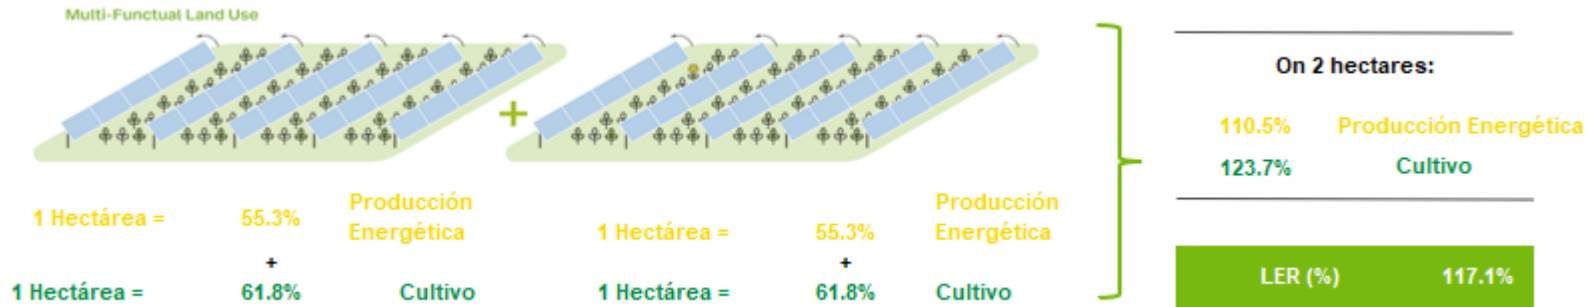 Multi-Functual Land Use
1 Hectárea = 55.3% Producción Energética
+
1 Hectárea = 61.8% Cultivo
+
1 Hectárea = 55.3% Producción Energética
+
1 Hectárea = 61.8% Cultivo
On 2 hectares:
110.5% Producción Energética
123.7% Cultivo
LER (%) 117.1%